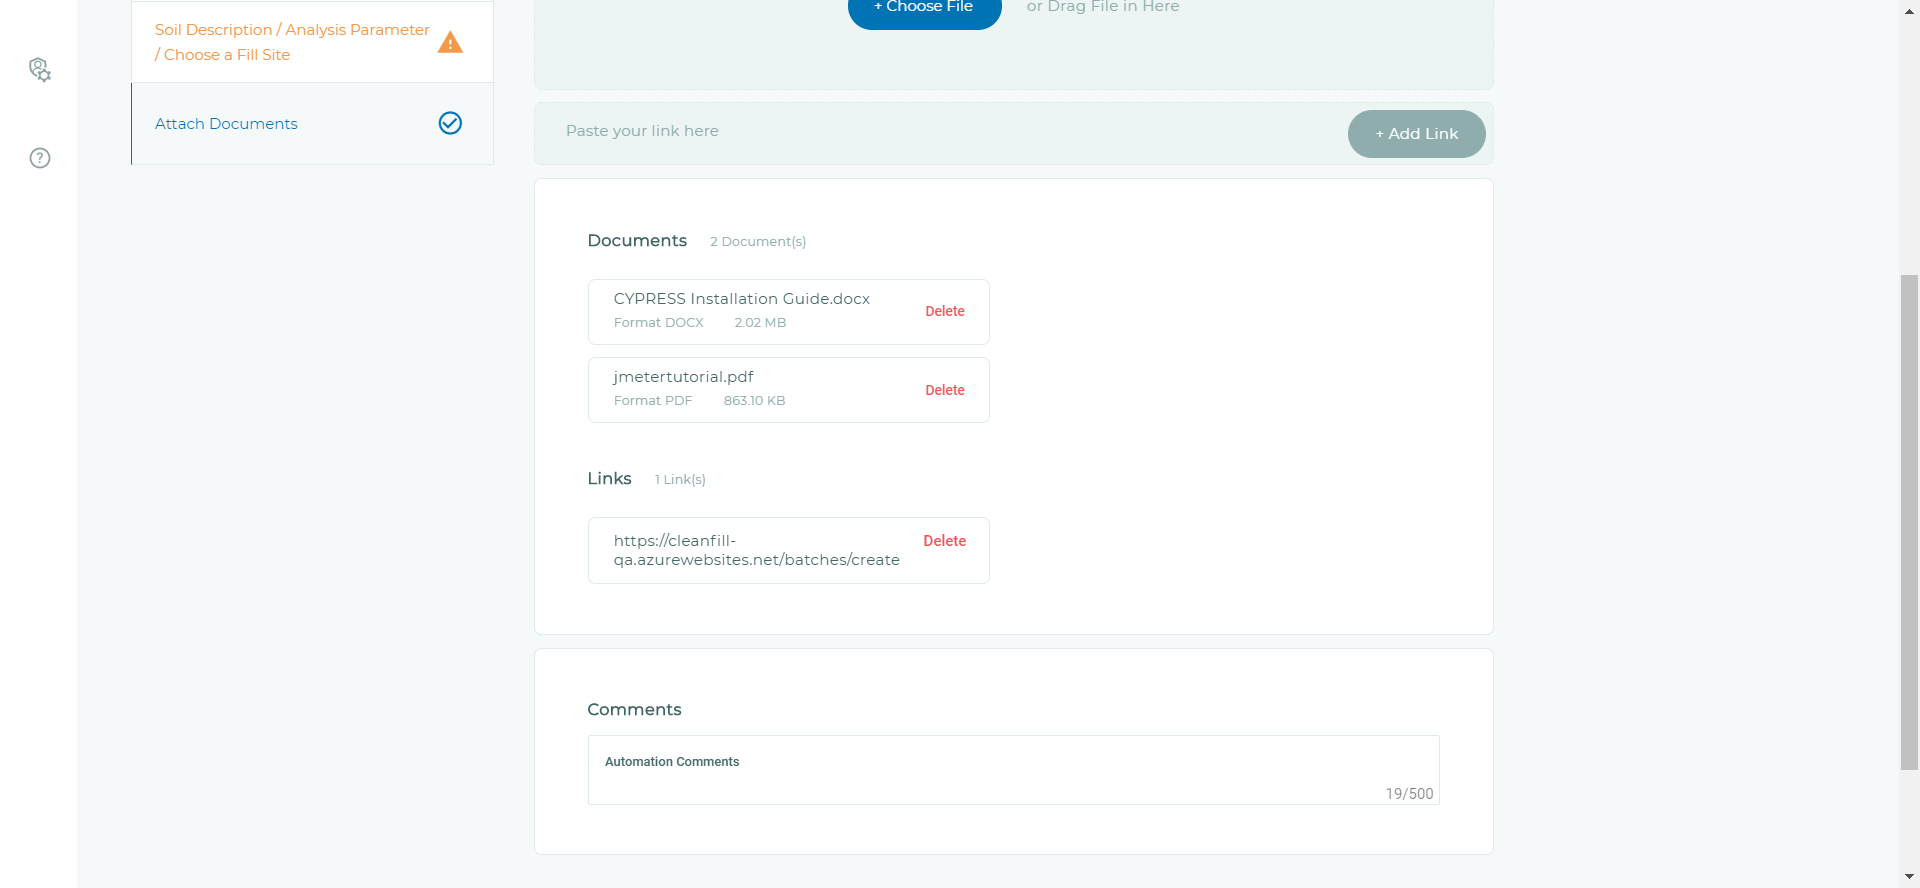 Soil Description / Analysis Parameter
/ Choose a Fill Site
Attach Documents
+ Choose File or Drag File in Here
Paste your link here
+ Add Link
Documents 2 Document(s)
CYPRESS Installation Guide.docx
Format DOCX 2.02 MB
Delete
jmetertutorial.pdf
Format PDF 863.10 KB
Delete
Links 1 Link(s)
https://cleanfill-
qa.azurewebsites.net/batches/create
Delete
Comments
Automation Comments
19/500